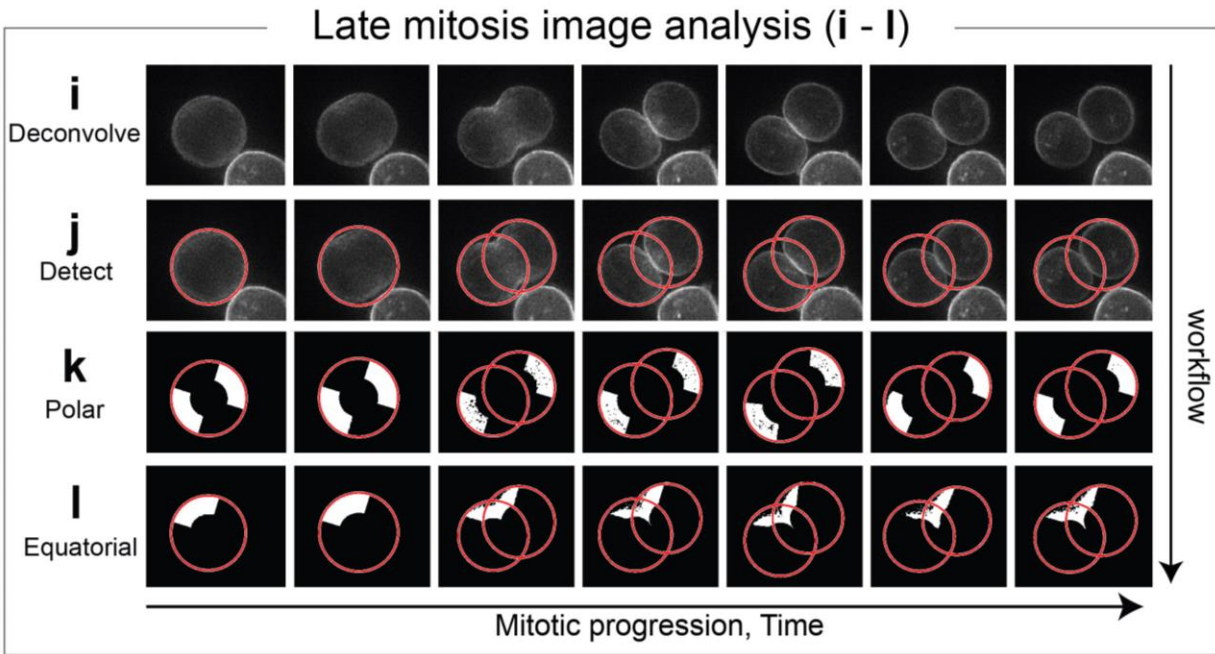 Late mitosis image analysis (i - l)
i
Deconvolve
j
Detect
k
Polar
l
Equatorial
workflow
Mitotic progression, Time